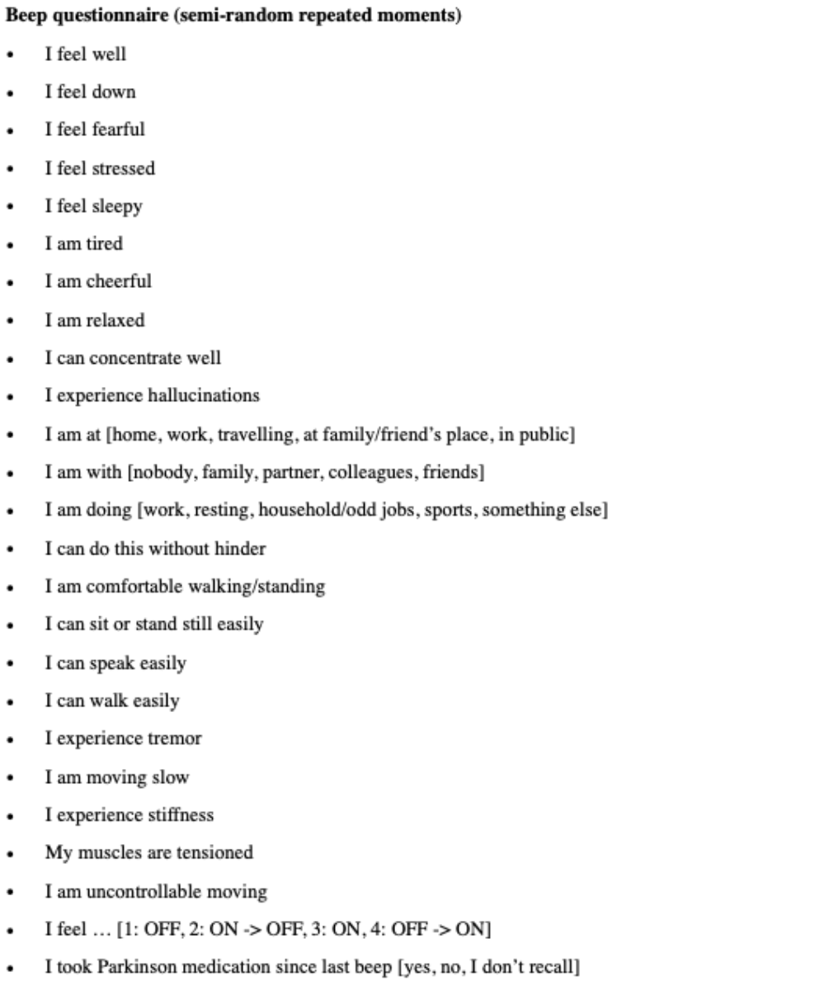 Beep questionnaire (semi-random repeated moments)
• I feel well
• I feel down
• I feel fearful
• I feel stressed
• I feel sleepy
• I am tired
• I am cheerful
• I am relaxed
• I can concentrate well
• I experience hallucinations
• I am at [home, work, travelling, at family/friend’s place, in public]
• I am with [nobody, family, partner, colleagues, friends]
• I am doing [work, resting, household/odd jobs, sports, something else]
• I can do this without hinder
• I am comfortable walking/standing
• I can sit or stand still easily
• I can speak easily
• I can walk easily
• I experience tremor
• I am moving slow
• I experience stiffness
• My muscles are tensioned
• I am uncontrollable moving
• I feel … [1: OFF, 2: ON -> OFF, 3: ON, 4: OFF -> ON]
• I took Parkinson medication since last beep [yes, no, I don’t recall]